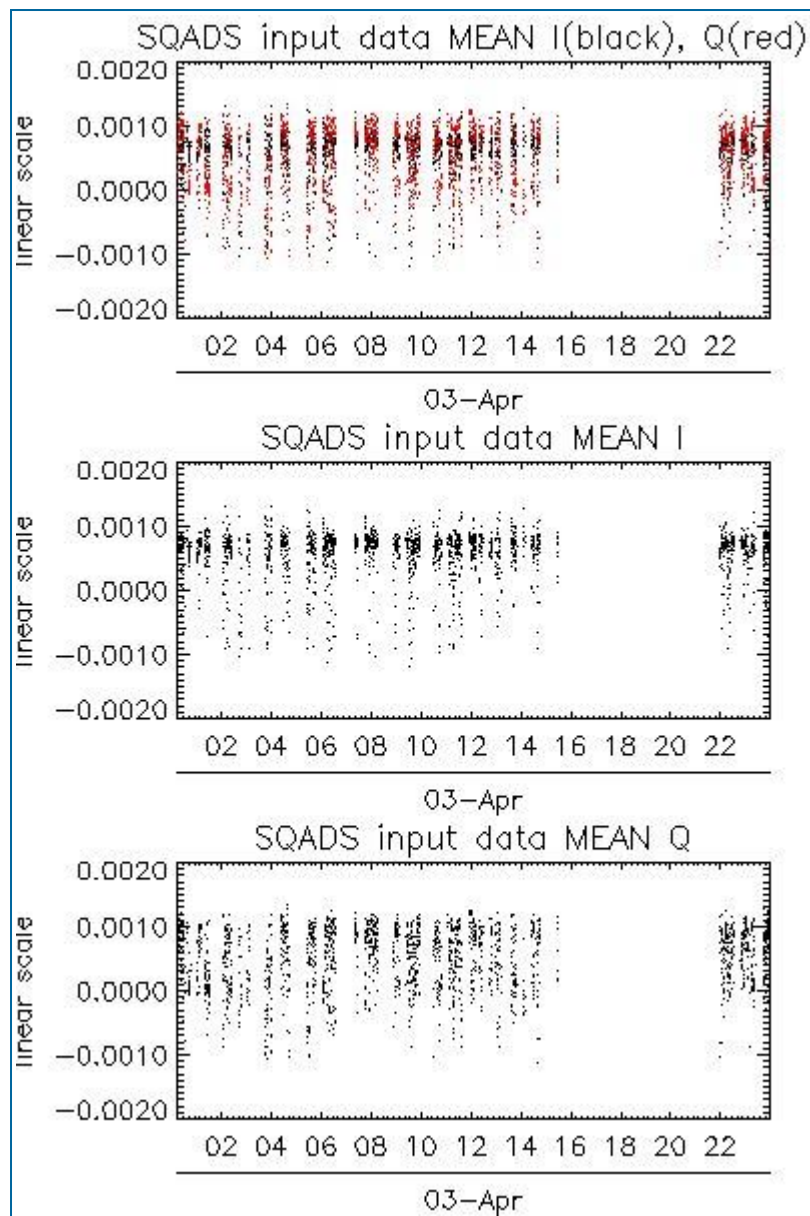 SQADS input data MEAN I(black), Q(red)
linear scale
0.0020
0.0010
0.0000
−0.0010
−0.0020
02 04 06 08 10 12 14 16 18 20 22
03-Apr
SQADS input data MEAN I
linear scale
0.0020
0.0010
0.0000
−0.0010
−0.0020
02 04 06 08 10 12 14 16 18 20 22
03-Apr
SQADS input data MEAN Q
linear scale
0.0020
0.0010
0.0000
−0.0010
−0.0020
02 04 06 08 10 12 14 16 18 20 22
03-Apr